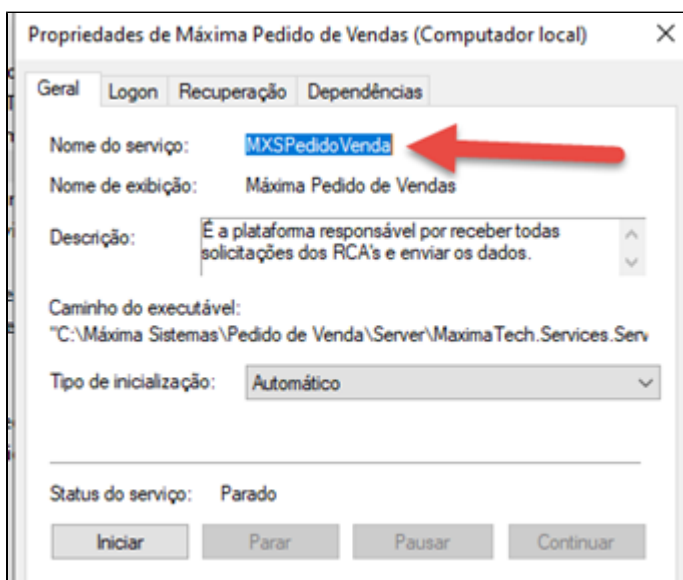 Propriedades de Máxima Pedido de Vendas (Computador local)
Geral Logon Recuperação Dependências
Nome do serviço: MXSPedidoVenda
Nome de exibição: Máxima Pedido de Vendas
Descrição: É a plataforma responsável por receber todas
solicitações dos RCA's e enviar os dados.
Caminho do executável:
"C:\Máxima Sistemas\Pedido de Venda\Server\MaximaTech.Services.Serv
Tipo de inicialização: Automático
Status do serviço: Parado
Iniciar Parar Pausar Continuar